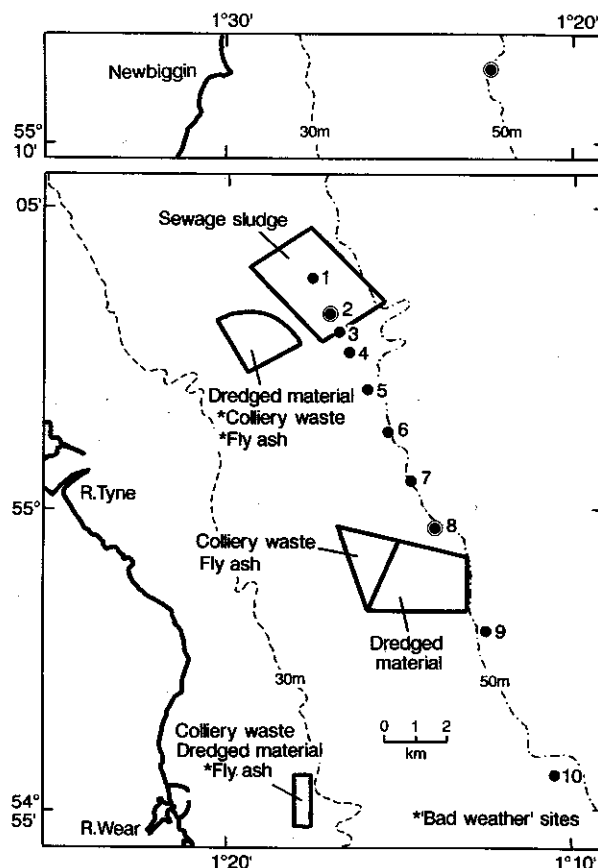 1°30'
1°20'
Newbiggin
30m
50m
55°
10'
05'
Sewage sludge
1
2
3
4
Dredged material
*Colliery waste
*Fly ash
5
6
R.Tyne
7
55°
8
Colliery waste
Fly ash
Dredged
material
9
30m
50m
0 1 2
km
Colliery waste
Dredged material
*Fly ash
10
54°
55'
R.Wear
*'Bad weather' sites
1°20'
1°10'